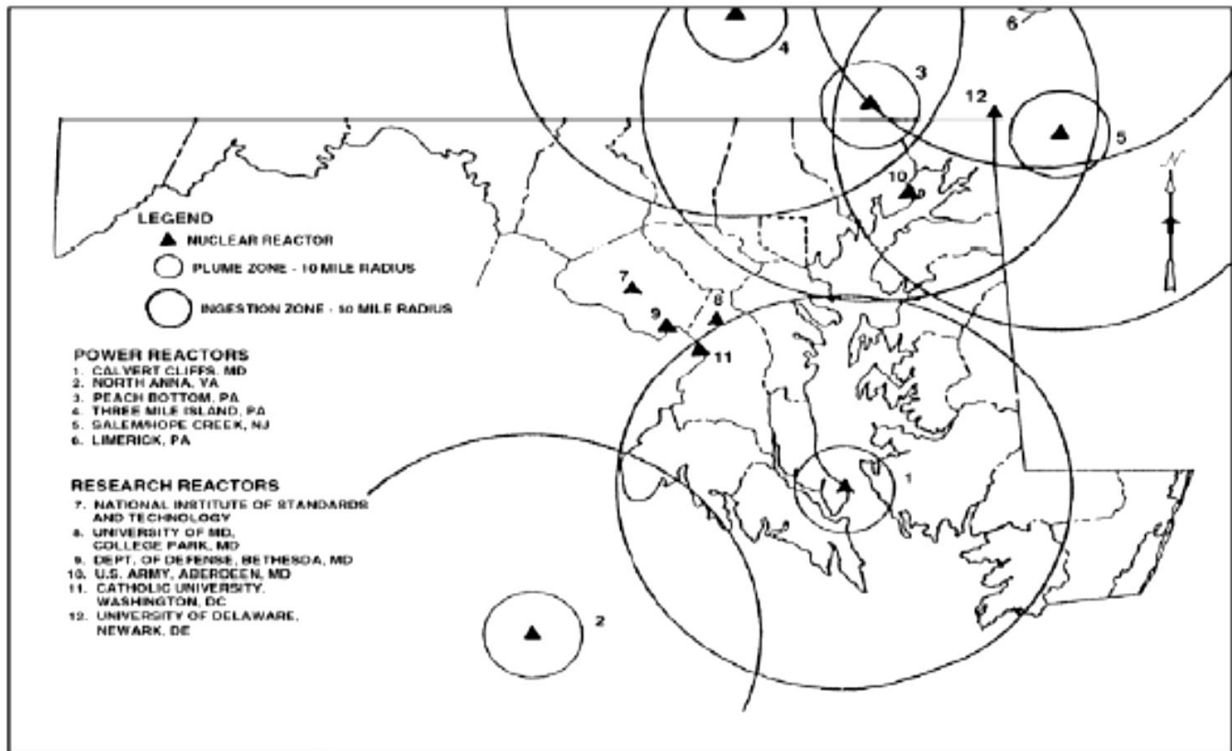 6
4
3
12
5
N
10
LEGEND
NUCLEAR REACTOR
PLUME ZONE - 10 MILE RADIUS
INGESTION ZONE - 50 MILE RADIUS
7
8
9
11
POWER REACTORS
1. CALVERT CLIFFS, MD
2. NORTH ANNA, VA
3. PEACH BOTTOM, PA
4. THREE MILE ISLAND, PA
5. SALEM/HOPE CREEK, NJ
6. LIMERICK, PA
1
RESEARCH REACTORS
7. NATIONAL INSTITUTE OF STANDARDS
AND TECHNOLOGY
8. UNIVERSITY OF MD,
COLLEGE PARK, MD
9. DEPT. OF DEFENSE, BETHESDA, MD
10. U.S. ARMY, ABERDEEN, MD
11. CATHOLIC UNIVERSITY,
WASHINGTON, DC
12. UNIVERSITY OF DELAWARE,
NEWARK, DE
2